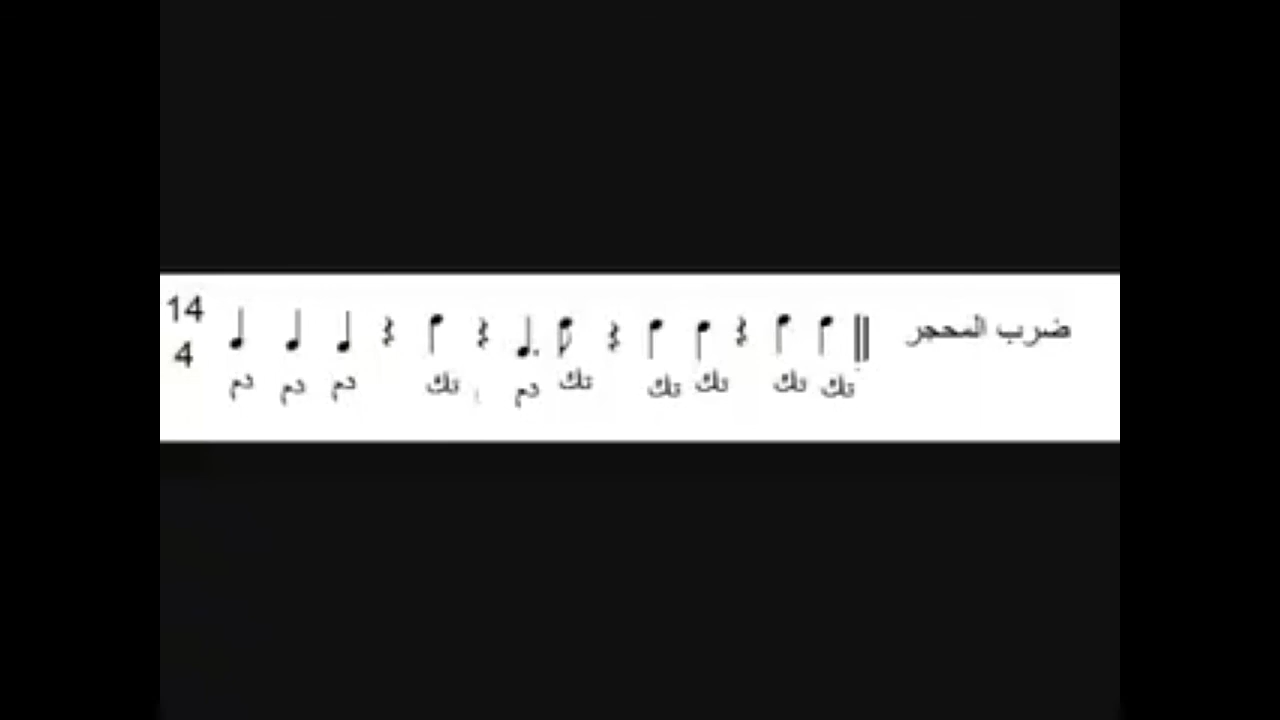 14
4
ضرب المحجر
دم دم دم تك دم تك تك تك تك تك